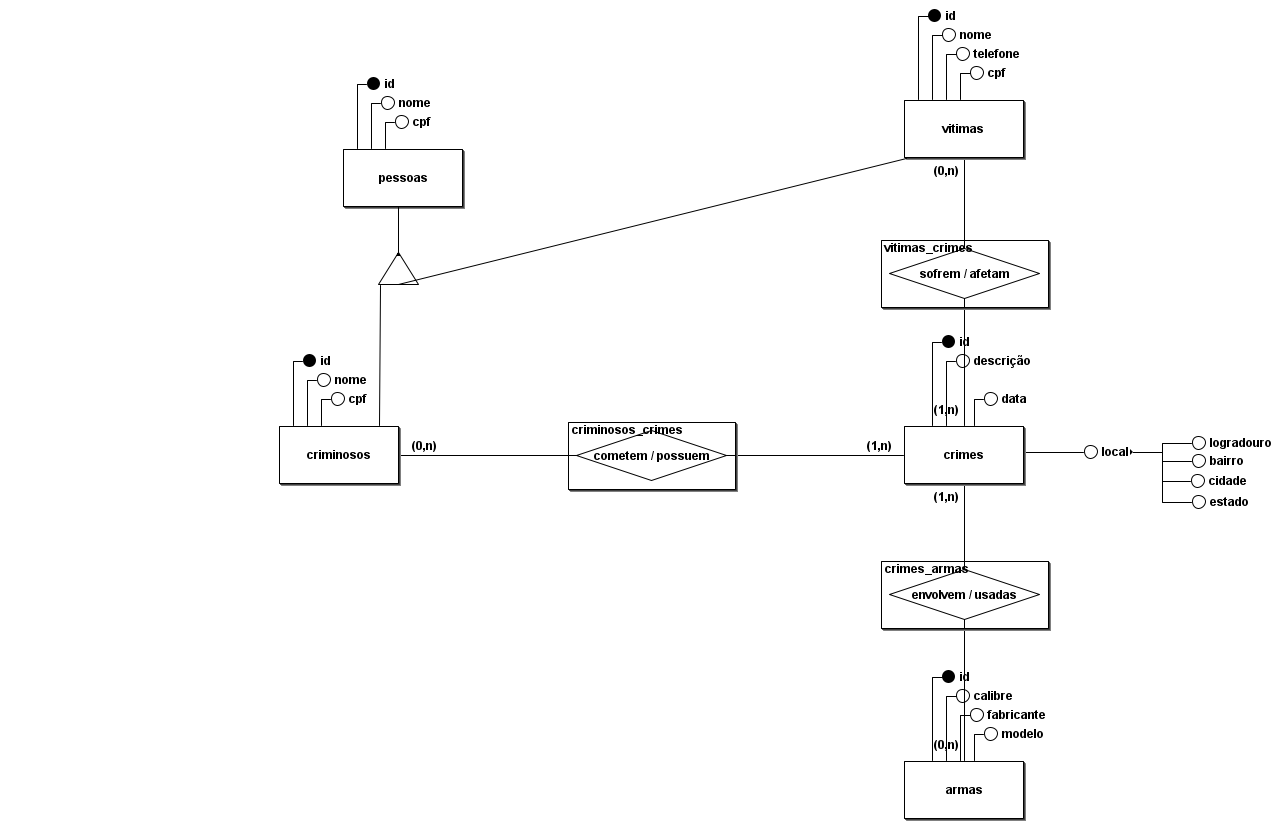 id
nome
telefone
cpf
vitimas
(0,n)
id
nome
cpf
pessoas
vitimas_crimes
sofrem / afetam
id
descrição
data
(1,n)
id
nome
cpf
criminosos
(0,n)
criminosos_crimes
cometem / possuem
(1,n)
crimes
local
logradouro
bairro
cidade
estado
(1,n)
crimes_armas
envolvem / usadas
id
calibre
fabricante
modelo
(0,n)
armas